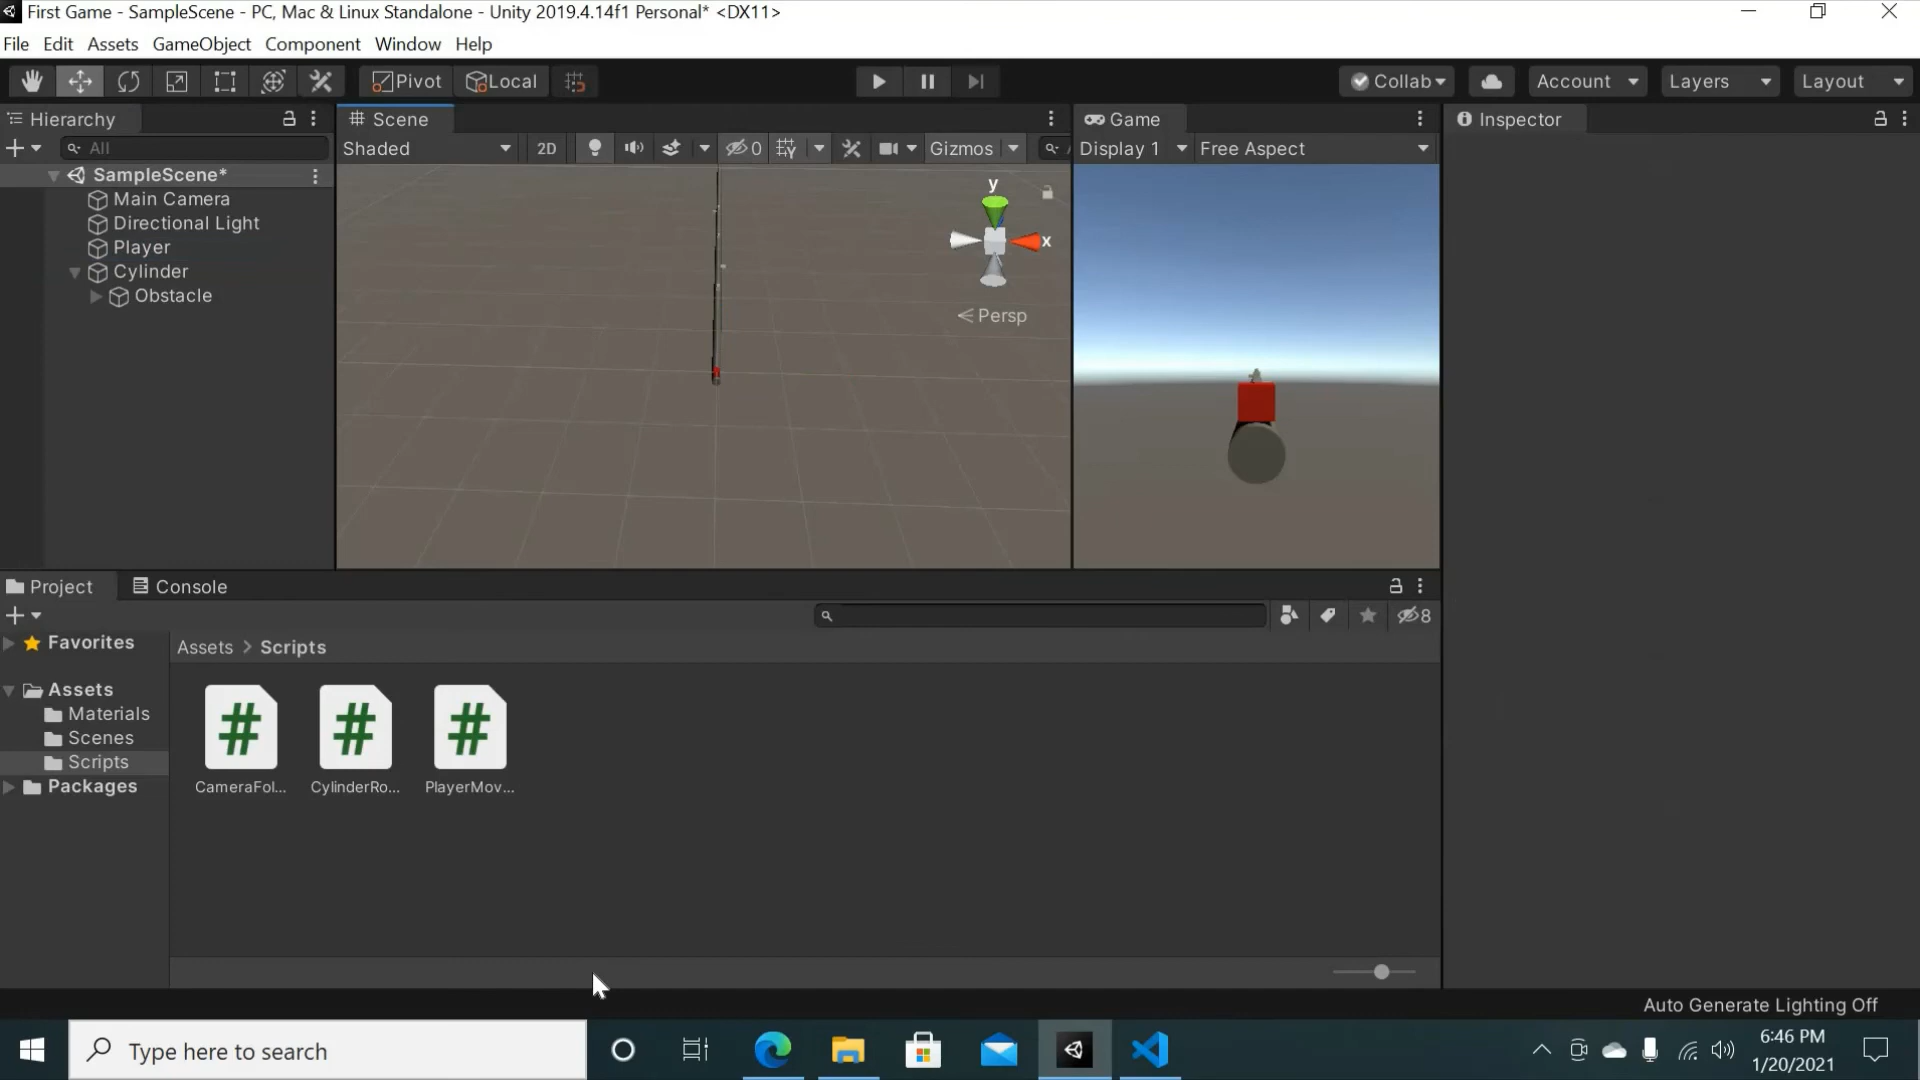 First Game - SampleScene - PC, Mac & Linux Standalone - Unity 2019.4.14f1 Personal* <DX11>
File Edit Assets GameObject Component Window Help
Pivot Local Collab Account Layers Layout
Hierarchy
Scene
Game
Inspector
All
Shaded 2D 0 Gizmos
Display 1 Free Aspect
SampleScene*
Main Camera
Directional Light
Player
Cylinder
Obstacle
y
x
Persp
Project Console
8
Favorites
Assets
Materials
Scenes
Scripts
Packages
Assets > Scripts
# # #
CameraFol... CylinderRo... PlayerMov...
Auto Generate Lighting Off
Type here to search
6:46 PM
1/20/2021